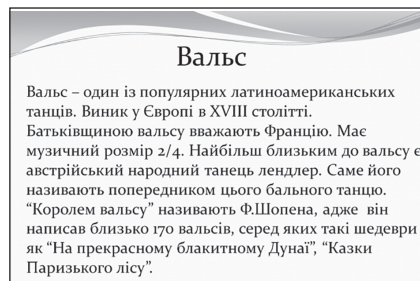 Вальс
Вальс – один із популярних латиноамериканських
танців. Виник у Європі в XVIII столітті.
Батьківщиною вальсу вважають Францію. Має
музичний розмір 2/4. Найбільш близьким до вальсу є
австрійський народний танець лендлер. Саме його
називають попередником цього бального танцю.
“Королем вальсу” називають Ф.Шопена, адже він
написав близько 170 вальсів, серед яких такі шедеври
як “На прекрасному блакитному Дунаї”, “Казки
Паризького лісу”.